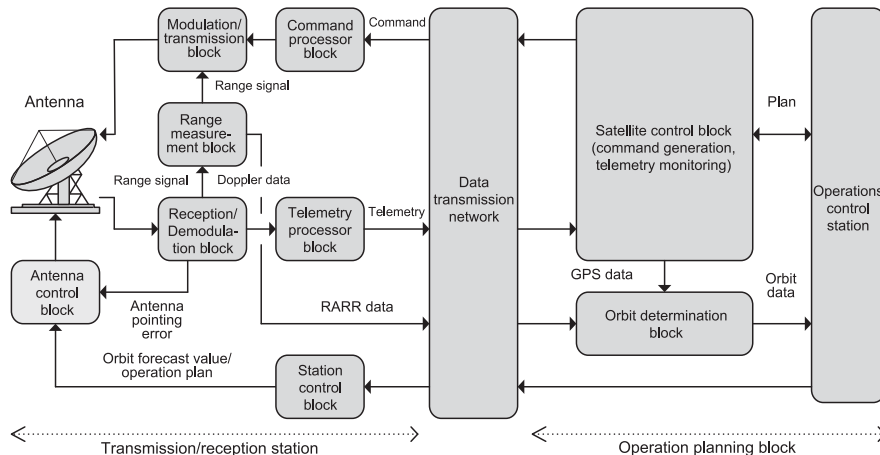 Modulation/
transmission block
Command
processor
block
Command
Range signal
Antenna
Range
measure-
ment block
Range signal
Doppler data
Reception/
Demodula-
tion block
Telemetry
processor
block
Telemetry
Antenna
control
block
Antenna
pointing
error
RARR data
Orbit forecast value/
operation plan
Station
control
block
Data
transmission
network
Satellite control block
(command generation,
telemetry monitoring)
Plan
Operations
control
station
GPS data
Orbit determination
block
Orbit
data
Transmission/reception station
Operation planning block